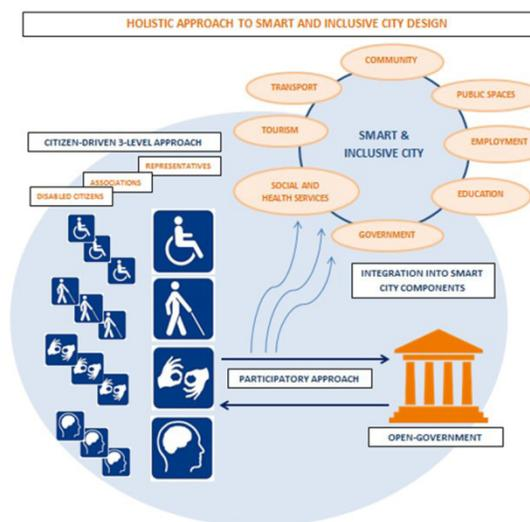 HOLISTIC APPROACH TO SMART AND INCLUSIVE CITY DESIGN
COMMUNITY
TRANSPORT
PUBLIC SPACES
TOURISM
SMART &
INCLUSIVE CITY
EMPLOYMENT
CITIZEN-DRIVEN 3-LEVEL APPROACH
REPRESENTATIVES
ASSOCIATIONS
DISABLED CITIZENS
SOCIAL AND
HEALTH SERVICES
EDUCATION
GOVERNMENT
INTEGRATION INTO SMART
CITY COMPONENTS
PARTICIPATORY APPROACH
OPEN-GOVERNMENT